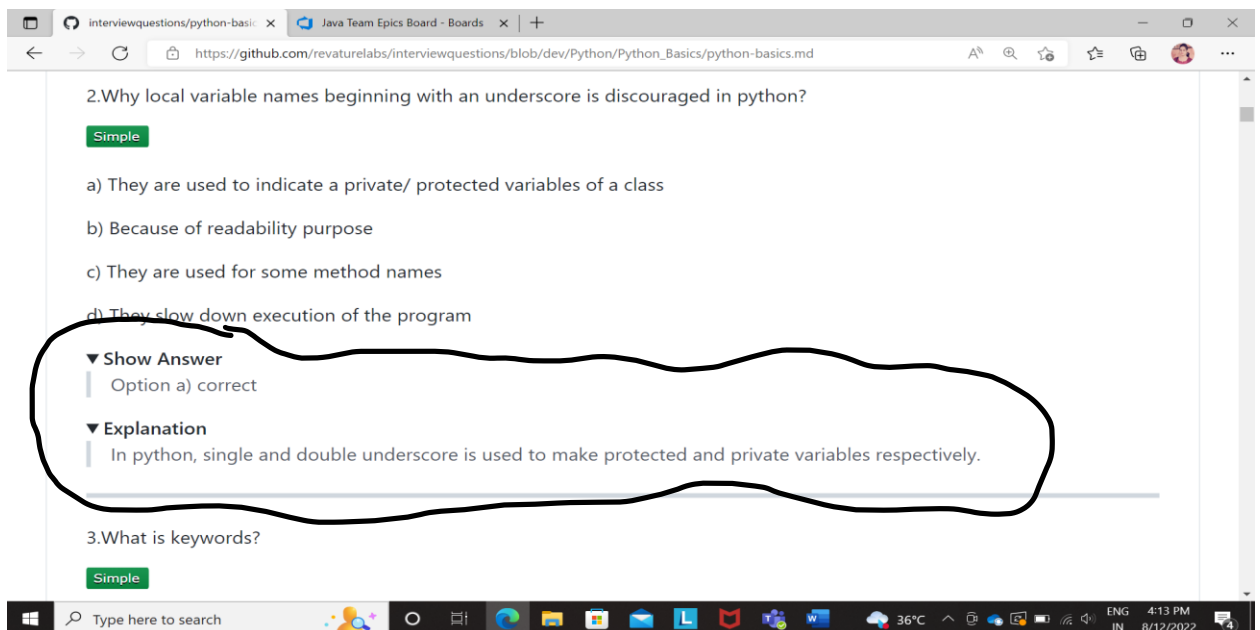 interviewquestions/python-basic
Java Team Epics Board - Boards
https://github.com/revaturelabs/interviewquestions/blob/dev/Python/Python_Basics/python-basics.md
2.Why local variable names beginning with an underscore is discouraged in python?
Simple
a) They are used to indicate a private/ protected variables of a class
b) Because of readability purpose
c) They are used for some method names
d) They slow down execution of the program
▼ Show Answer
Option a) correct
▼ Explanation
In python, single and double underscore is used to make protected and private variables respectively.
3.What is keywords?
Simple
Type here to search
36°C
ENG
IN
4:13 PM
8/12/2022
4